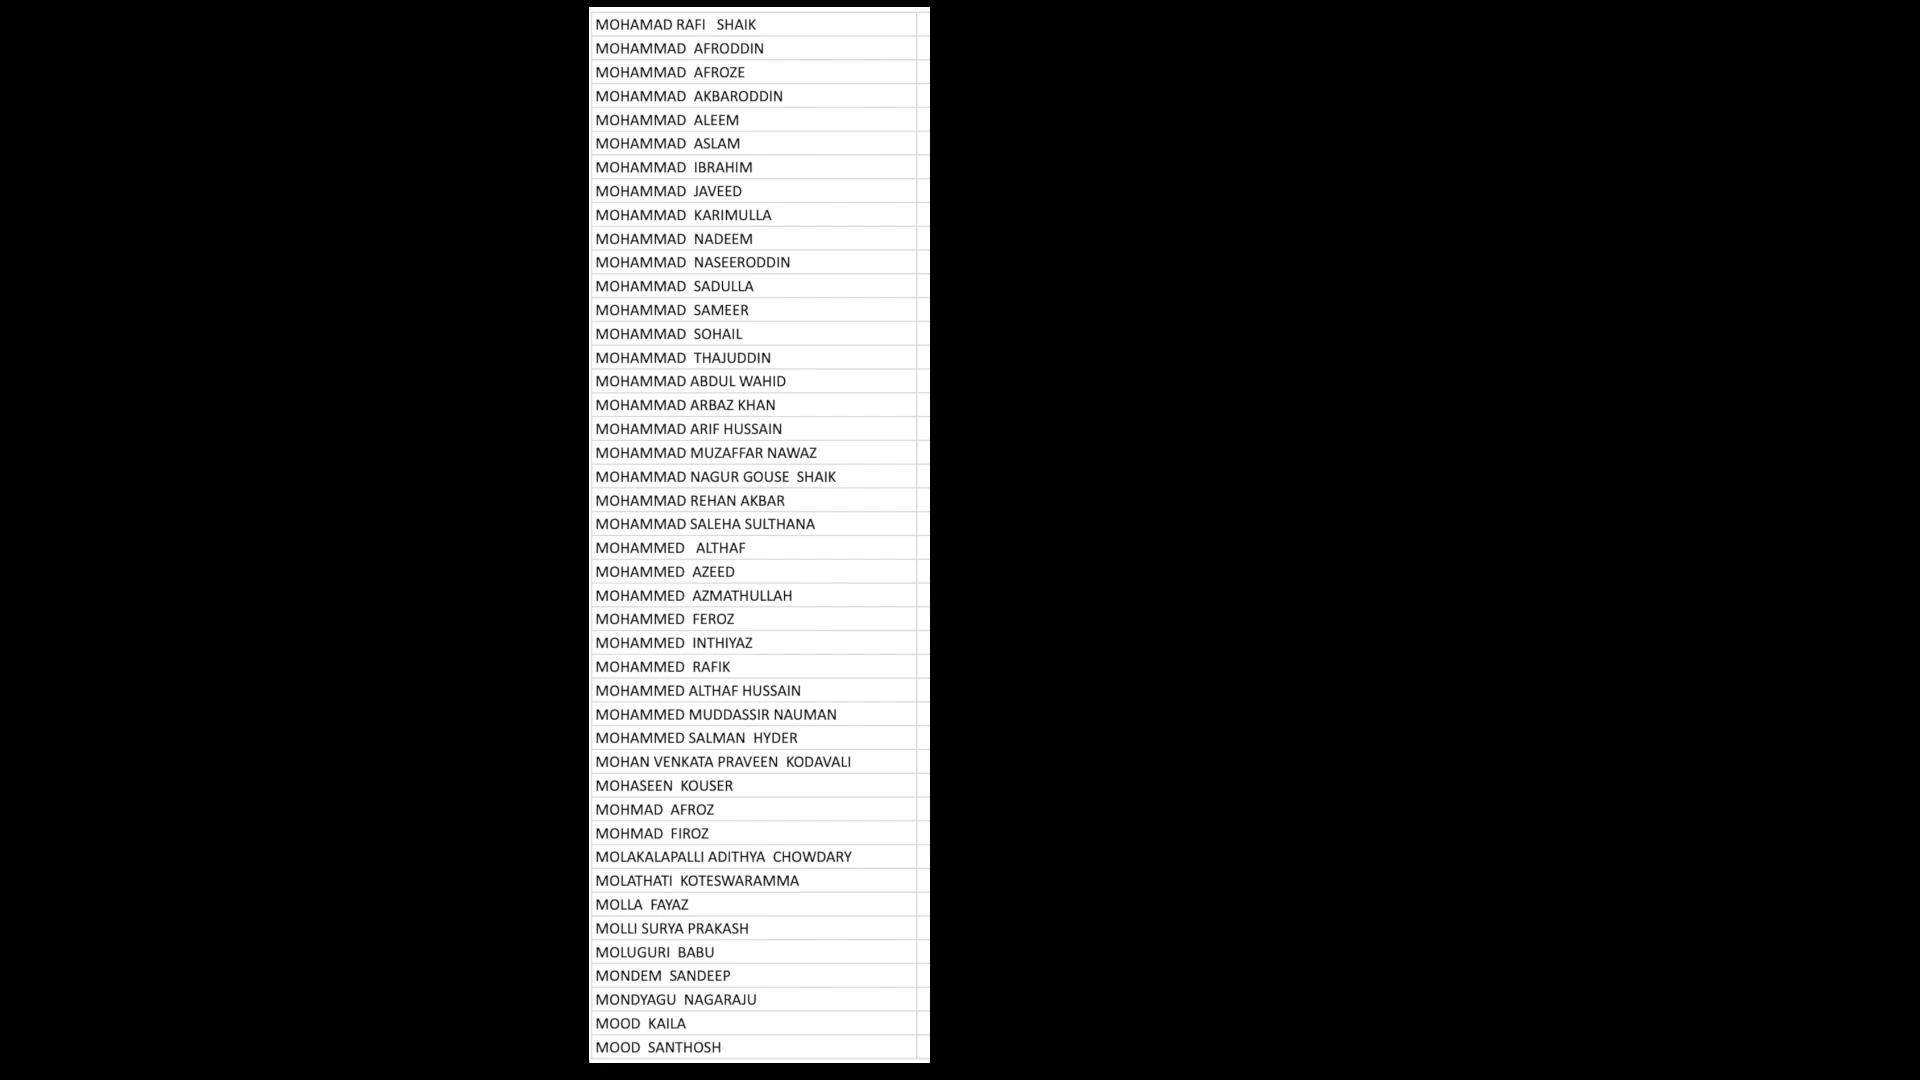 MOHAMAD RAFI   SHAIK
MOHAMMAD  AFRODDIN
MOHAMMAD  AFROZE
MOHAMMAD  AKBARODDIN
MOHAMMAD  ALEEM
MOHAMMAD  ASLAM
MOHAMMAD  IBRAHIM
MOHAMMAD  JAVEED
MOHAMMAD  KARIMULLA
MOHAMMAD  NADEEM
MOHAMMAD  NASEERODDIN
MOHAMMAD  SADULLA
MOHAMMAD  SAMEER
MOHAMMAD  SOHAIL
MOHAMMAD  THAJUDDIN
MOHAMMAD ABDUL WAHID
MOHAMMAD ARBAZ KHAN
MOHAMMAD ARIF HUSSAIN
MOHAMMAD MUZAFFAR NAWAZ
MOHAMMAD NAGUR GOUSE  SHAIK
MOHAMMAD REHAN AKBAR
MOHAMMAD SALEHA SULTHANA
MOHAMMED   ALTHAF
MOHAMMED  AZEED
MOHAMMED  AZMATHULLAH
MOHAMMED  FEROZ
MOHAMMED  INTHIYAZ
MOHAMMED  RAFIK
MOHAMMED ALTHAF HUSSAIN
MOHAMMED MUDDASSIR NAUMAN
MOHAMMED SALMAN  HYDER
MOHAN VENKATA PRAVEEN  KODAVALI
MOHASEEN  KOUSER
MOHMAD  AFROZ
MOHMAD  FIROZ
MOLAKALAPALLI ADITHYA  CHOWDARY
MOLATHATI  KOTESWARAMMA
MOLLA  FAYAZ
MOLLI SURYA PRAKASH
MOLUGURI  BABU
MONDEM  SANDEEP
MONDYAGU  NAGARAJU
MOOD  KAILA
MOOD  SANTHOSH